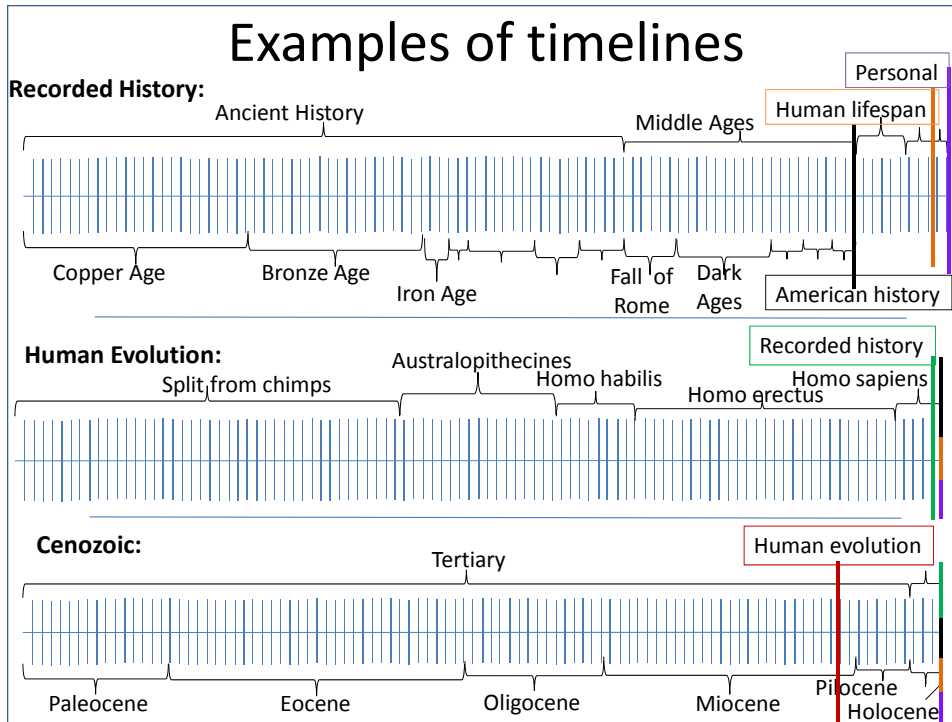 Examples of timelines
Personal
Recorded History:
Human lifespan
Ancient History
Middle Ages
Copper Age
Bronze Age
Iron Age
Fall of
Rome
Dark
Ages
American history
Human Evolution:
Recorded history
Split from chimps
Australopithecines
Homo habilis
Homo erectus
Homo sapiens
Cenozoic:
Human evolution
Tertiary
Paleocene
Eocene
Oligocene
Miocene
Pilocene
Holocene